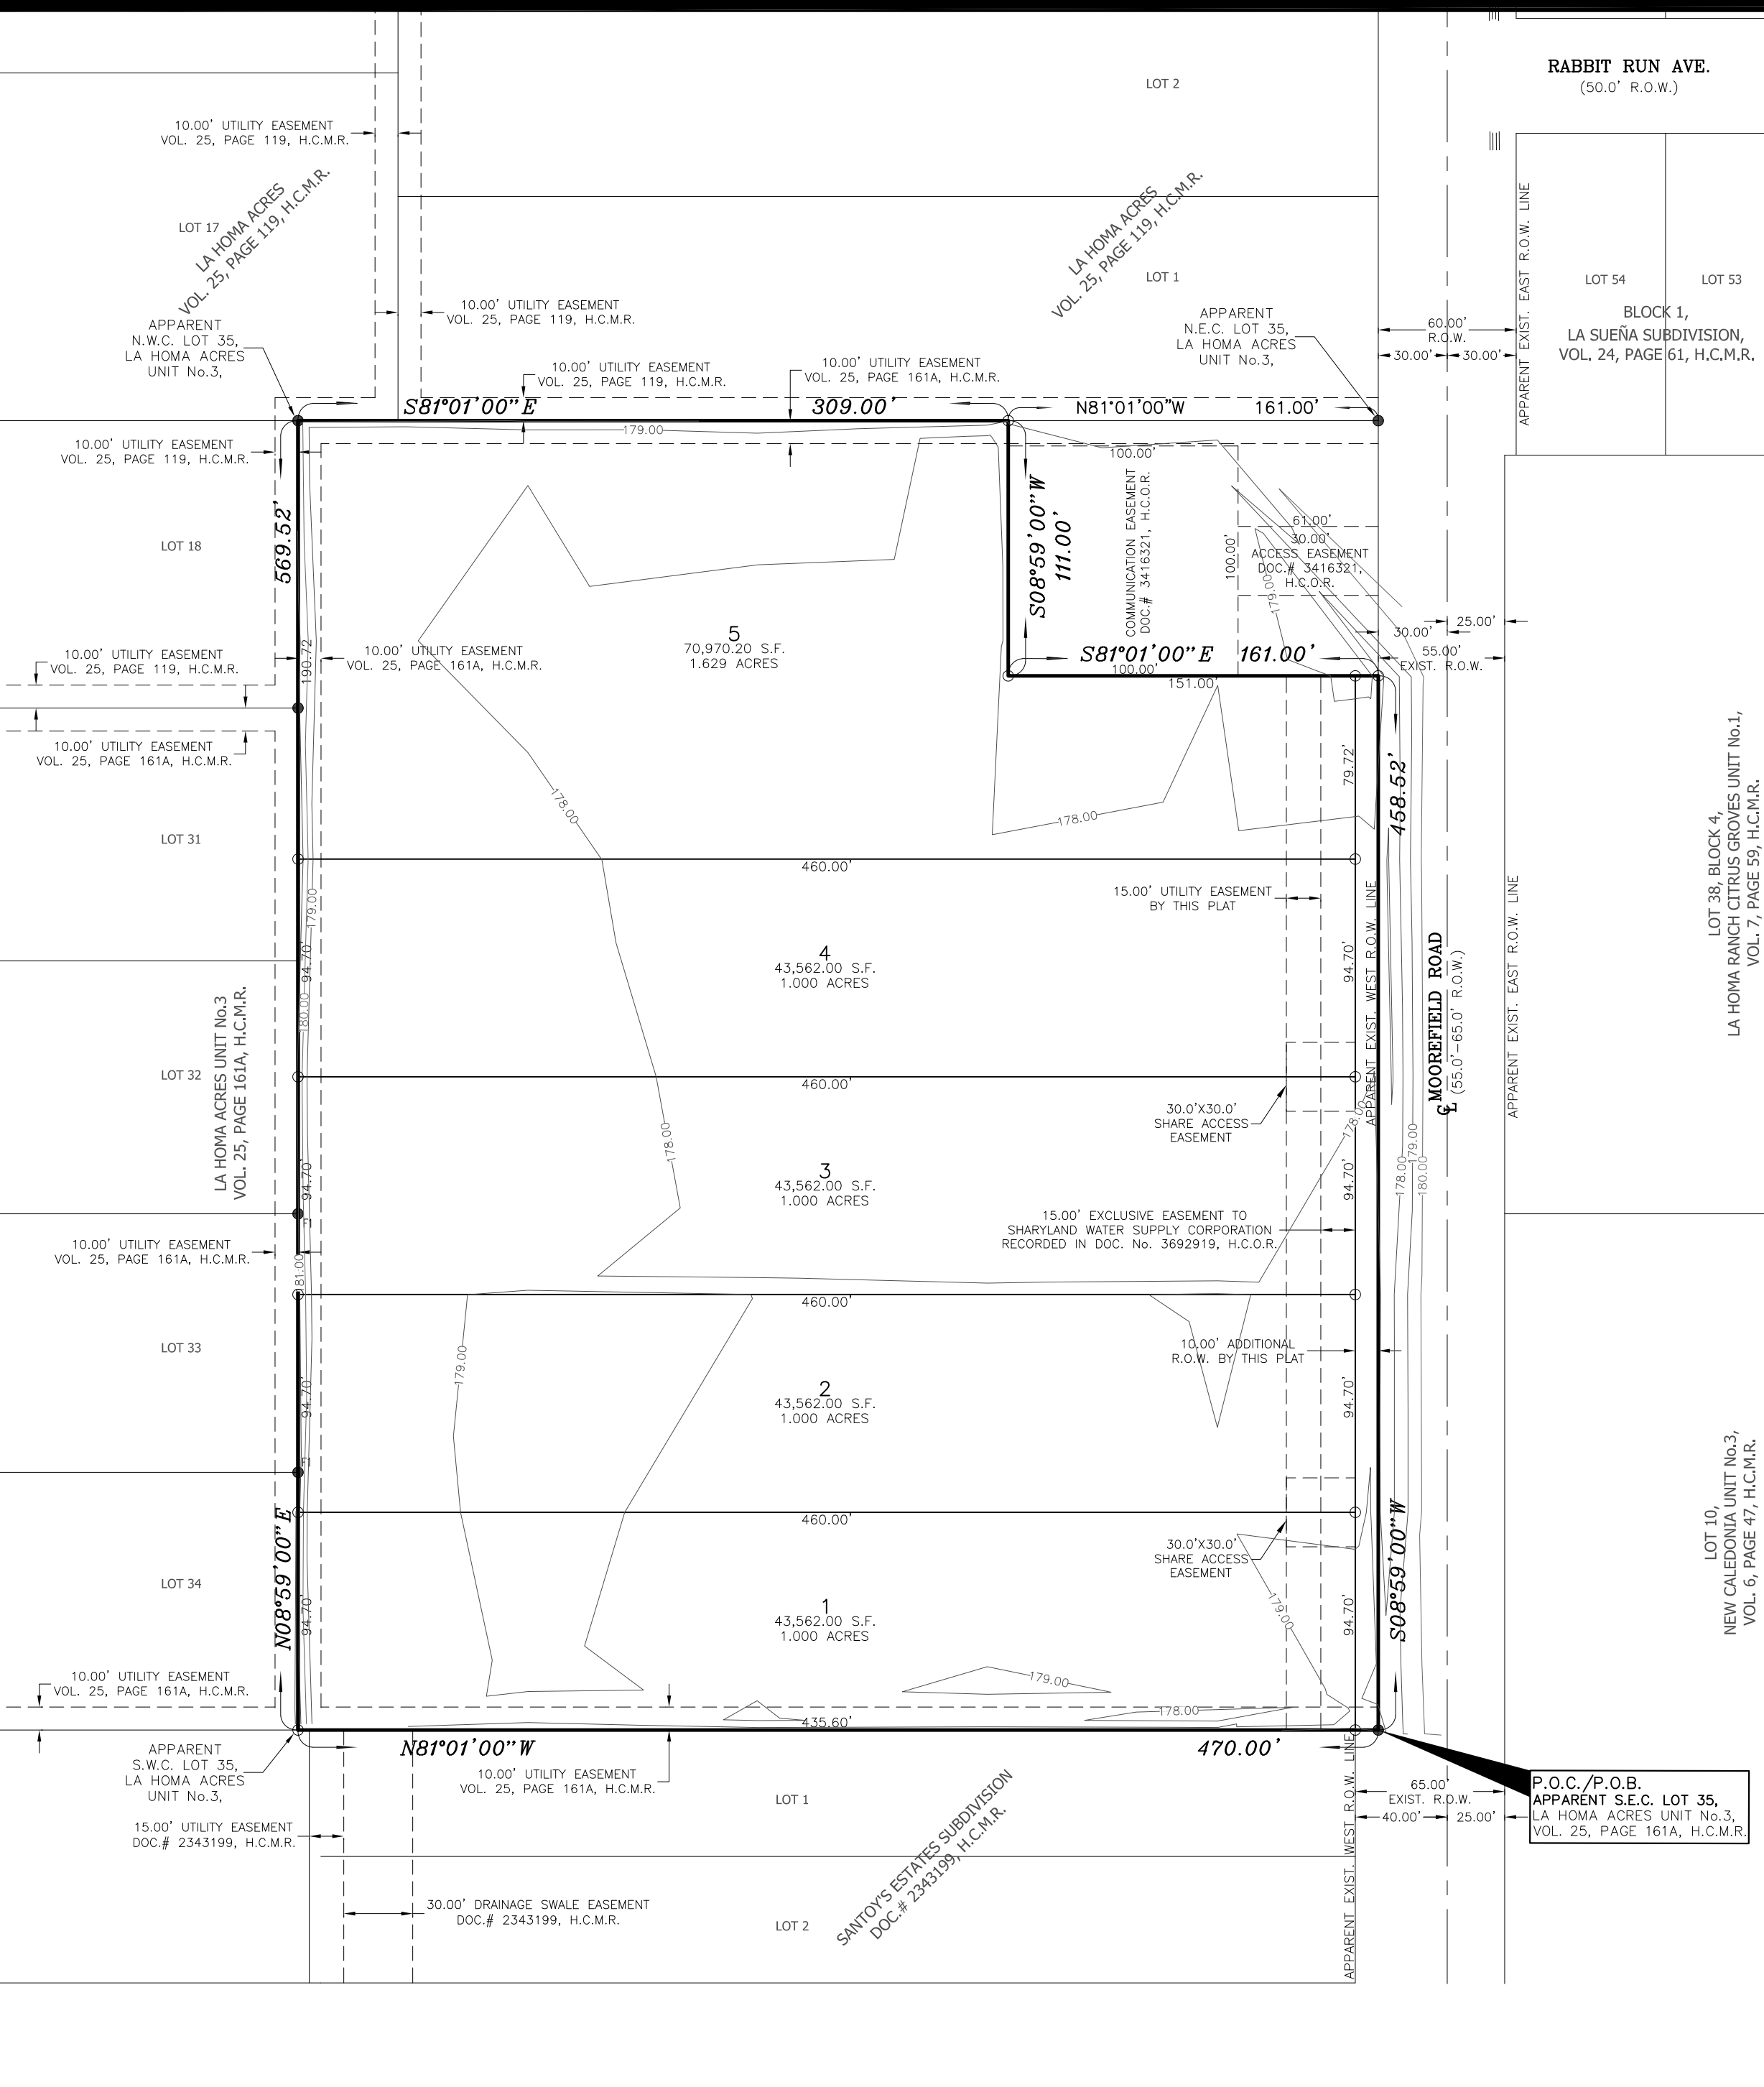 RABBIT RUN AVE.
(50.0' R.O.W.)
LOT 2
10.00' UTILITY EASEMENT
VOL. 25, PAGE 119, H.C.M.R.
LOT 17
LA HOMA ACRES
VOL. 25, PAGE 119, H.C.M.R.
LA HOMA ACRES
VOL. 25, PAGE 119, H.C.M.R.
LOT 1
APPARENT EXIST. EAST R.O.W. LINE
LOT 54
LOT 53
BLOCK 1,
LA SUEÑA SUBDIVISION,
VOL. 24, PAGE 61, H.C.M.R.
10.00' UTILITY EASEMENT
VOL. 25, PAGE 119, H.C.M.R.
APPARENT
N.W.C. LOT 35,
LA HOMA ACRES
UNIT No.3,
APPARENT
N.E.C. LOT 35,
LA HOMA ACRES
UNIT No.3,
60.00'
R.O.W.
30.00'
30.00'
10.00' UTILITY EASEMENT
VOL. 25, PAGE 119, H.C.M.R.
10.00' UTILITY EASEMENT
VOL. 25, PAGE 161A, H.C.M.R.
S81°01'00"E
309.00'
N81°01'00"W
161.00'
179.00
10.00' UTILITY EASEMENT
VOL. 25, PAGE 119, H.C.M.R.
100.00'
569.52'
S08°59'00"W
111.00'
COMMUNICATION EASEMENT
DOC.# 3416321, H.C.O.R.
100.00'
61.00'
30.00'
ACCESS EASEMENT
DOC.# 3416321,
H.C.O.R.
179.00
LOT 18
5
70,970.20 S.F.
1.629 ACRES
10.00' UTILITY EASEMENT
VOL. 25, PAGE 119, H.C.M.R.
190.72
10.00' UTILITY EASEMENT
VOL. 25, PAGE 161A, H.C.M.R.
S81°01'00"E
161.00'
100.00'
151.00'
30.00'
25.00'
55.00'
EXIST. R.O.W.
10.00' UTILITY EASEMENT
VOL. 25, PAGE 161A, H.C.M.R.
178.00
178.00
79.72'
458.52'
LOT 31
460.00'
LOT 38, BLOCK 4,
LA HOMA RANCH CITRUS GROVES UNIT No.1,
VOL. 7, PAGE 59, H.C.M.R.
15.00' UTILITY EASEMENT
BY THIS PLAT
179.00
94.70'
180.00
4
43,562.00 S.F.
1.000 ACRES
94.70'
APPARENT EXIST. WEST R.O.W. LINE
MOOREFIELD ROAD
(55.0'-65.0' R.O.W.)
APPARENT EXIST. EAST R.O.W. LINE
LA HOMA ACRES UNIT No.3
VOL. 25, PAGE 161A, H.C.M.R.
LOT 32
460.00'
30.0'X30.0'
SHARE ACCESS
EASEMENT
178.00
178.00
94.70'
3
43,562.00 S.F.
1.000 ACRES
94.70'
178.00
179.00
180.00
15.00' EXCLUSIVE EASEMENT TO
SHARYLAND WATER SUPPLY CORPORATION
RECORDED IN DOC. No. 3692919, H.C.O.R.
10.00' UTILITY EASEMENT
VOL. 25, PAGE 161A, H.C.M.R.
181.00
460.00'
LOT 33
179.00
10.00' ADDITIONAL
R.O.W. BY THIS PLAT
94.70'
2
43,562.00 S.F.
1.000 ACRES
94.70'
LOT 10,
NEW CALEDONIA UNIT No.3,
VOL. 6, PAGE 47, H.C.M.R.
460.00'
30.0'X30.0'
SHARE ACCESS
EASEMENT
LOT 34
N08°59'00"E
94.70'
1
43,562.00 S.F.
1.000 ACRES
179.00
94.70'
S08°59'00"W
10.00' UTILITY EASEMENT
VOL. 25, PAGE 161A, H.C.M.R.
179.00
178.00
435.60'
N81°01'00"W
470.00'
APPARENT
S.W.C. LOT 35,
LA HOMA ACRES
UNIT No.3,
10.00' UTILITY EASEMENT
VOL. 25, PAGE 161A, H.C.M.R.
LOT 1
65.00'
EXIST. R.O.W.
40.00'
25.00'
P.O.C./P.O.B.
APPARENT S.E.C. LOT 35,
LA HOMA ACRES UNIT No.3,
VOL. 25, PAGE 161A, H.C.M.R.
15.00' UTILITY EASEMENT
DOC.# 2343199, H.C.M.R.
SANTOY'S ESTATES SUBDIVISION
DOC.# 2343199, H.C.M.R.
APPARENT EXIST. WEST R.O.W. LINE
30.00' DRAINAGE SWALE EASEMENT
DOC.# 2343199, H.C.M.R.
LOT 2